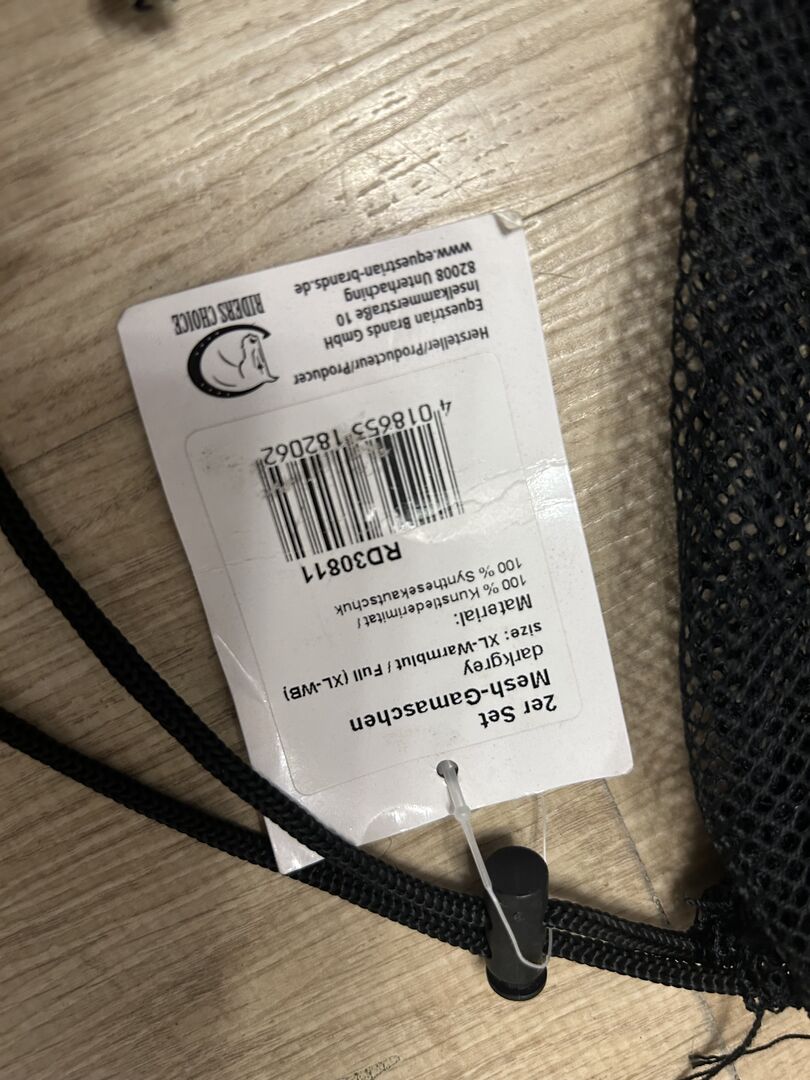 2er Set
Mesh-Gamaschen
darkgrey
size: XL-Warmblut / Full (XL-WB)
Material:
100 % Kunstlederimitat /
100 % Synthesekautschuk
RD30811
4 018653 182062
Hersteller/Producteur/Producer
Equestrian Brands GmbH
Inselkammerstraße 10
82008 Unterhaching
www.equestrian-brands.de
RIDERS CHOICE